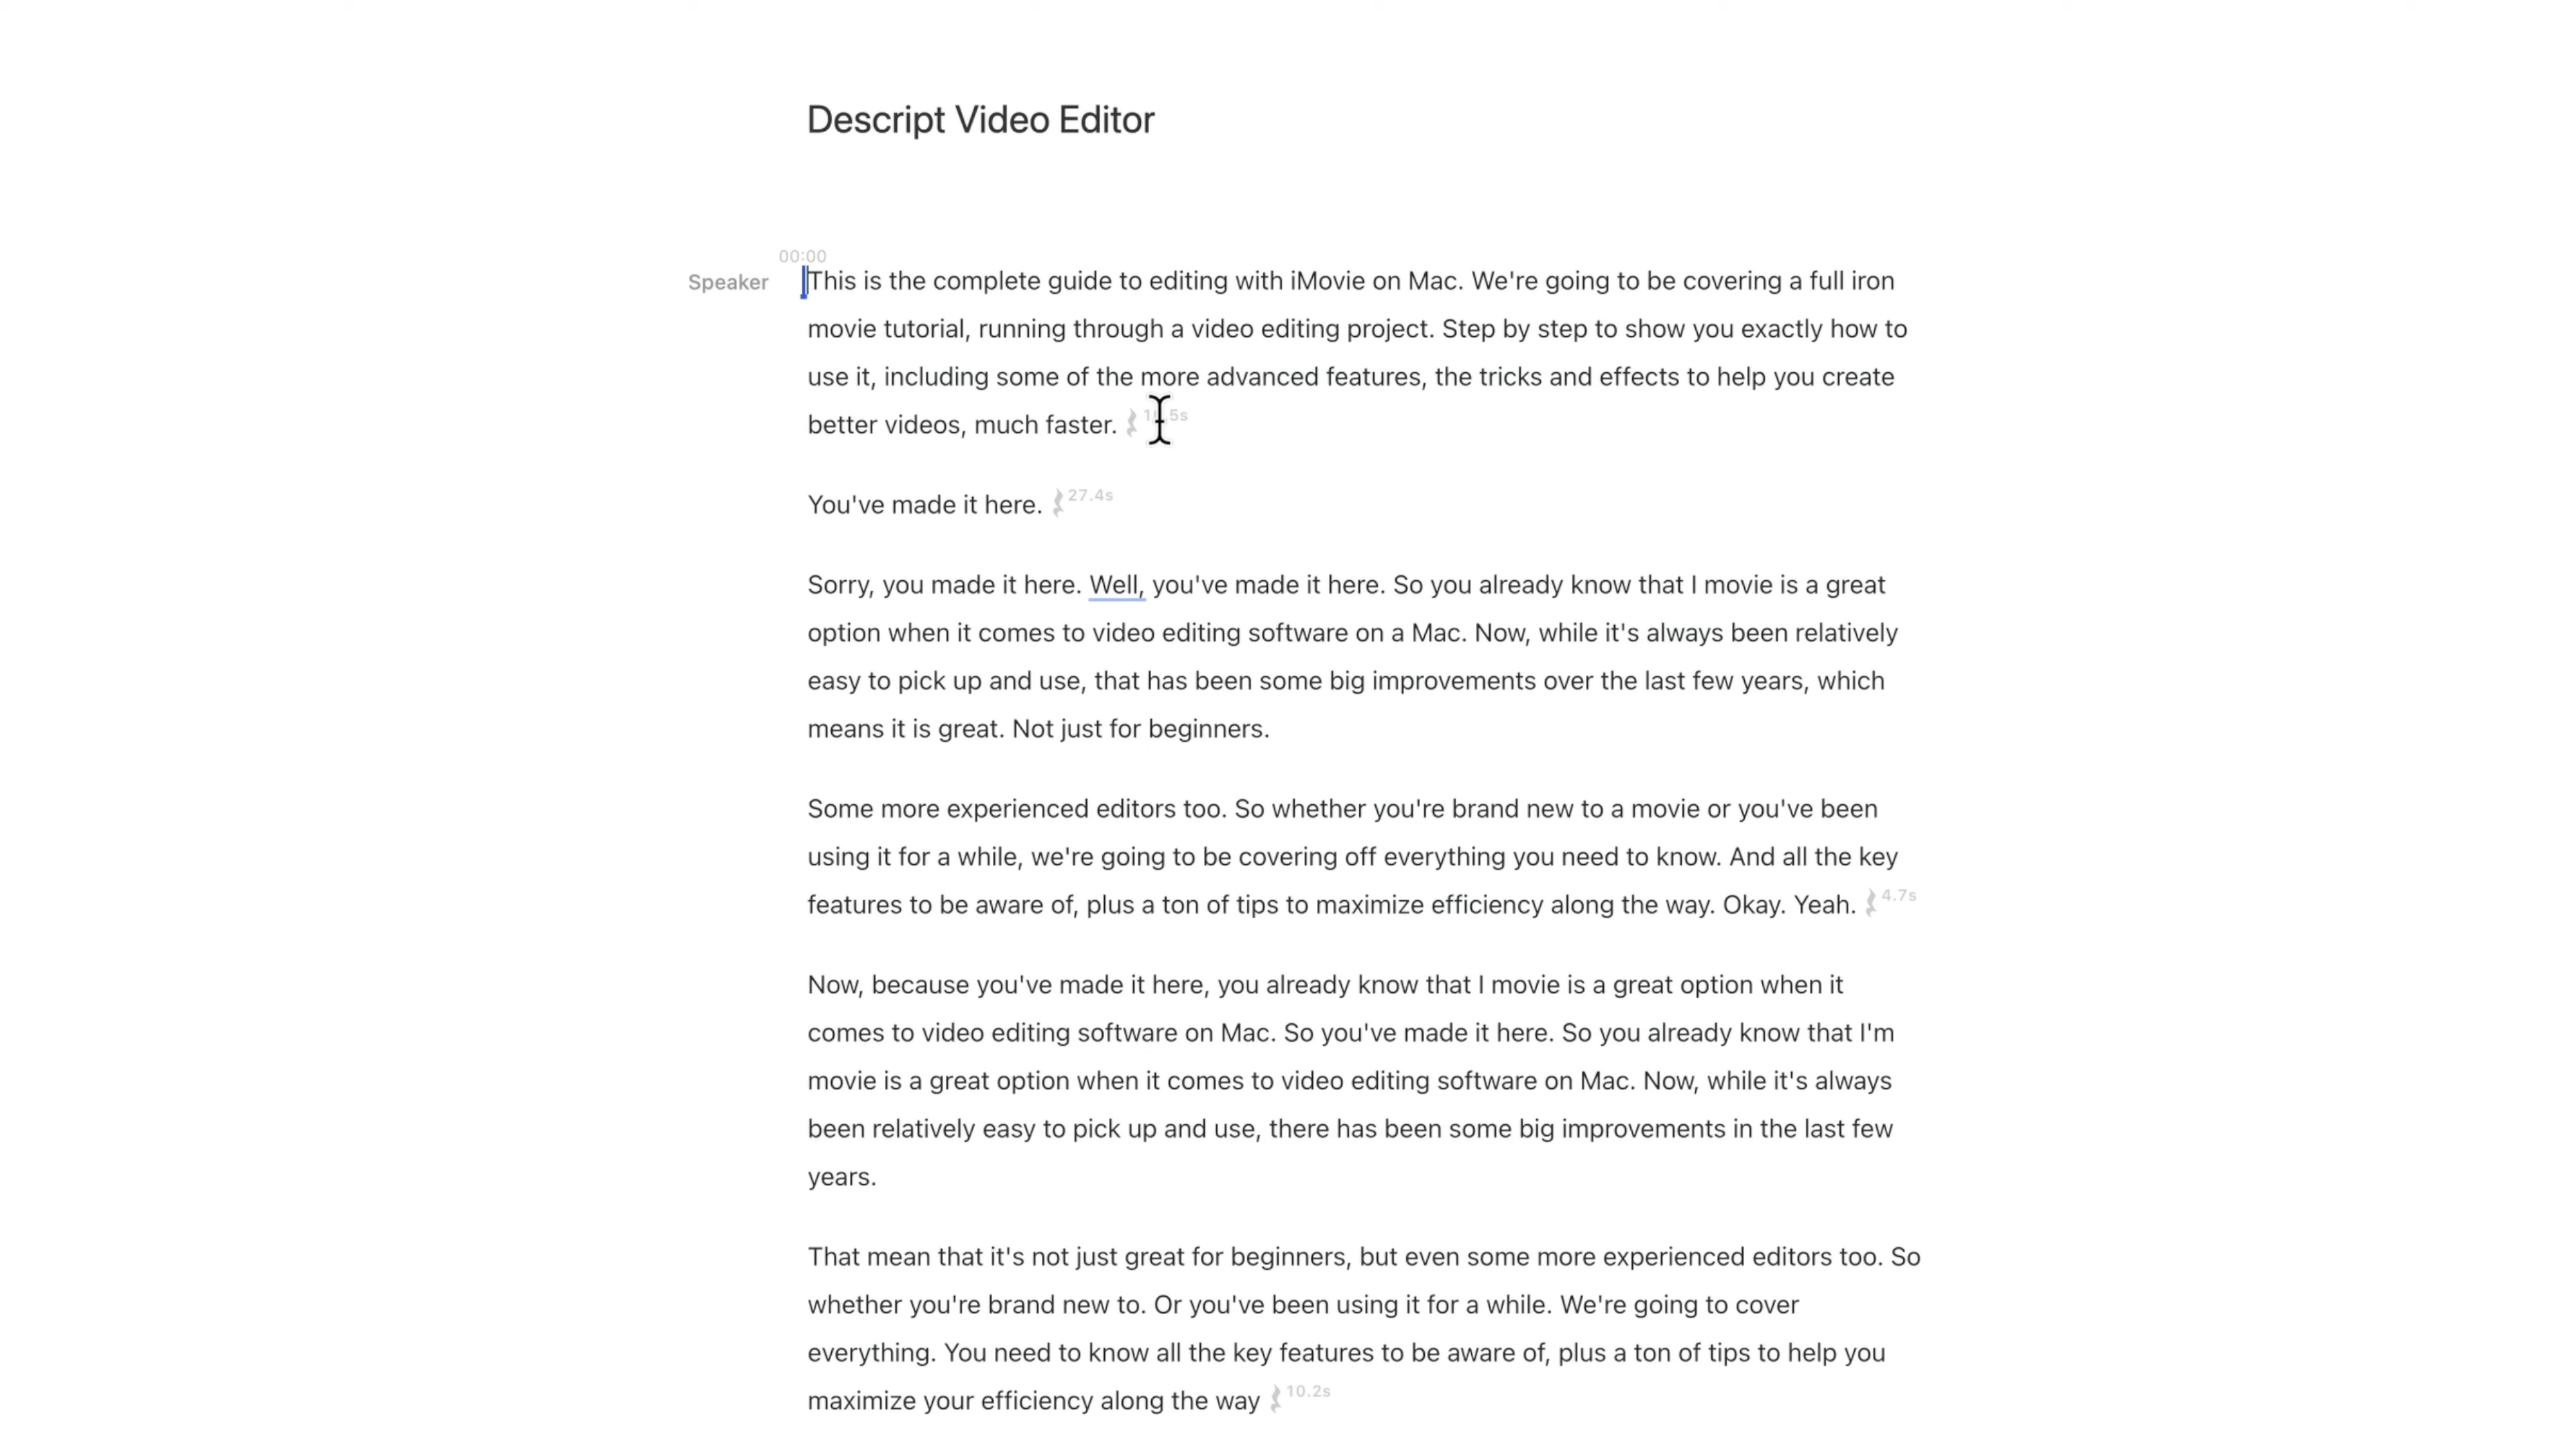 Descript Video Editor
00:00
Speaker
This is the complete guide to editing with iMovie on Mac. We're going to be covering a full iron
movie tutorial, running through a video editing project. Step by step to show you exactly how to
use it, including some of the more advanced features, the tricks and effects to help you create
better videos, much faster.
You've made it here. 27.4s
Sorry, you made it here. Well, you've made it here. So you already know that I movie is a great
option when it comes to video editing software on a Mac. Now, while it's always been relatively
easy to pick up and use, that has been some big improvements over the last few years, which
means it is great. Not just for beginners.
Some more experienced editors too. So whether you're brand new to a movie or you've been
using it for a while, we're going to be covering off everything you need to know. And all the key
features to be aware of, plus a ton of tips to maximize efficiency along the way. Okay. Yeah. 4.7s
Now, because you've made it here, you already know that I movie is a great option when it
comes to video editing software on Mac. So you've made it here. So you already know that I'm
movie is a great option when it comes to video editing software on Mac. Now, while it's always
been relatively easy to pick up and use, there has been some big improvements in the last few
years.
That mean that it's not just great for beginners, but even some more experienced editors too. So
whether you're brand new to. Or you've been using it for a while. We're going to cover
everything. You need to know all the key features to be aware of, plus a ton of tips to help you
maximize your efficiency along the way 10.2s